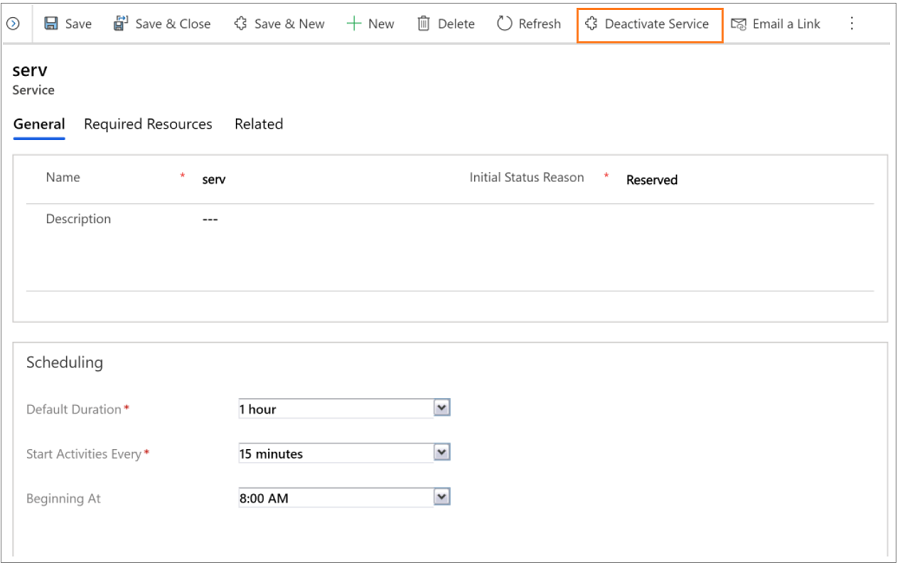 Save Save & Close Save & New New Delete Refresh Deactivate Service Email a Link
serv
Service
General Required Resources Related
Name * serv Initial Status Reason * Reserved
Description ---
Scheduling
Default Duration* 1 hour
Start Activities Every* 15 minutes
Beginning At 8:00 AM